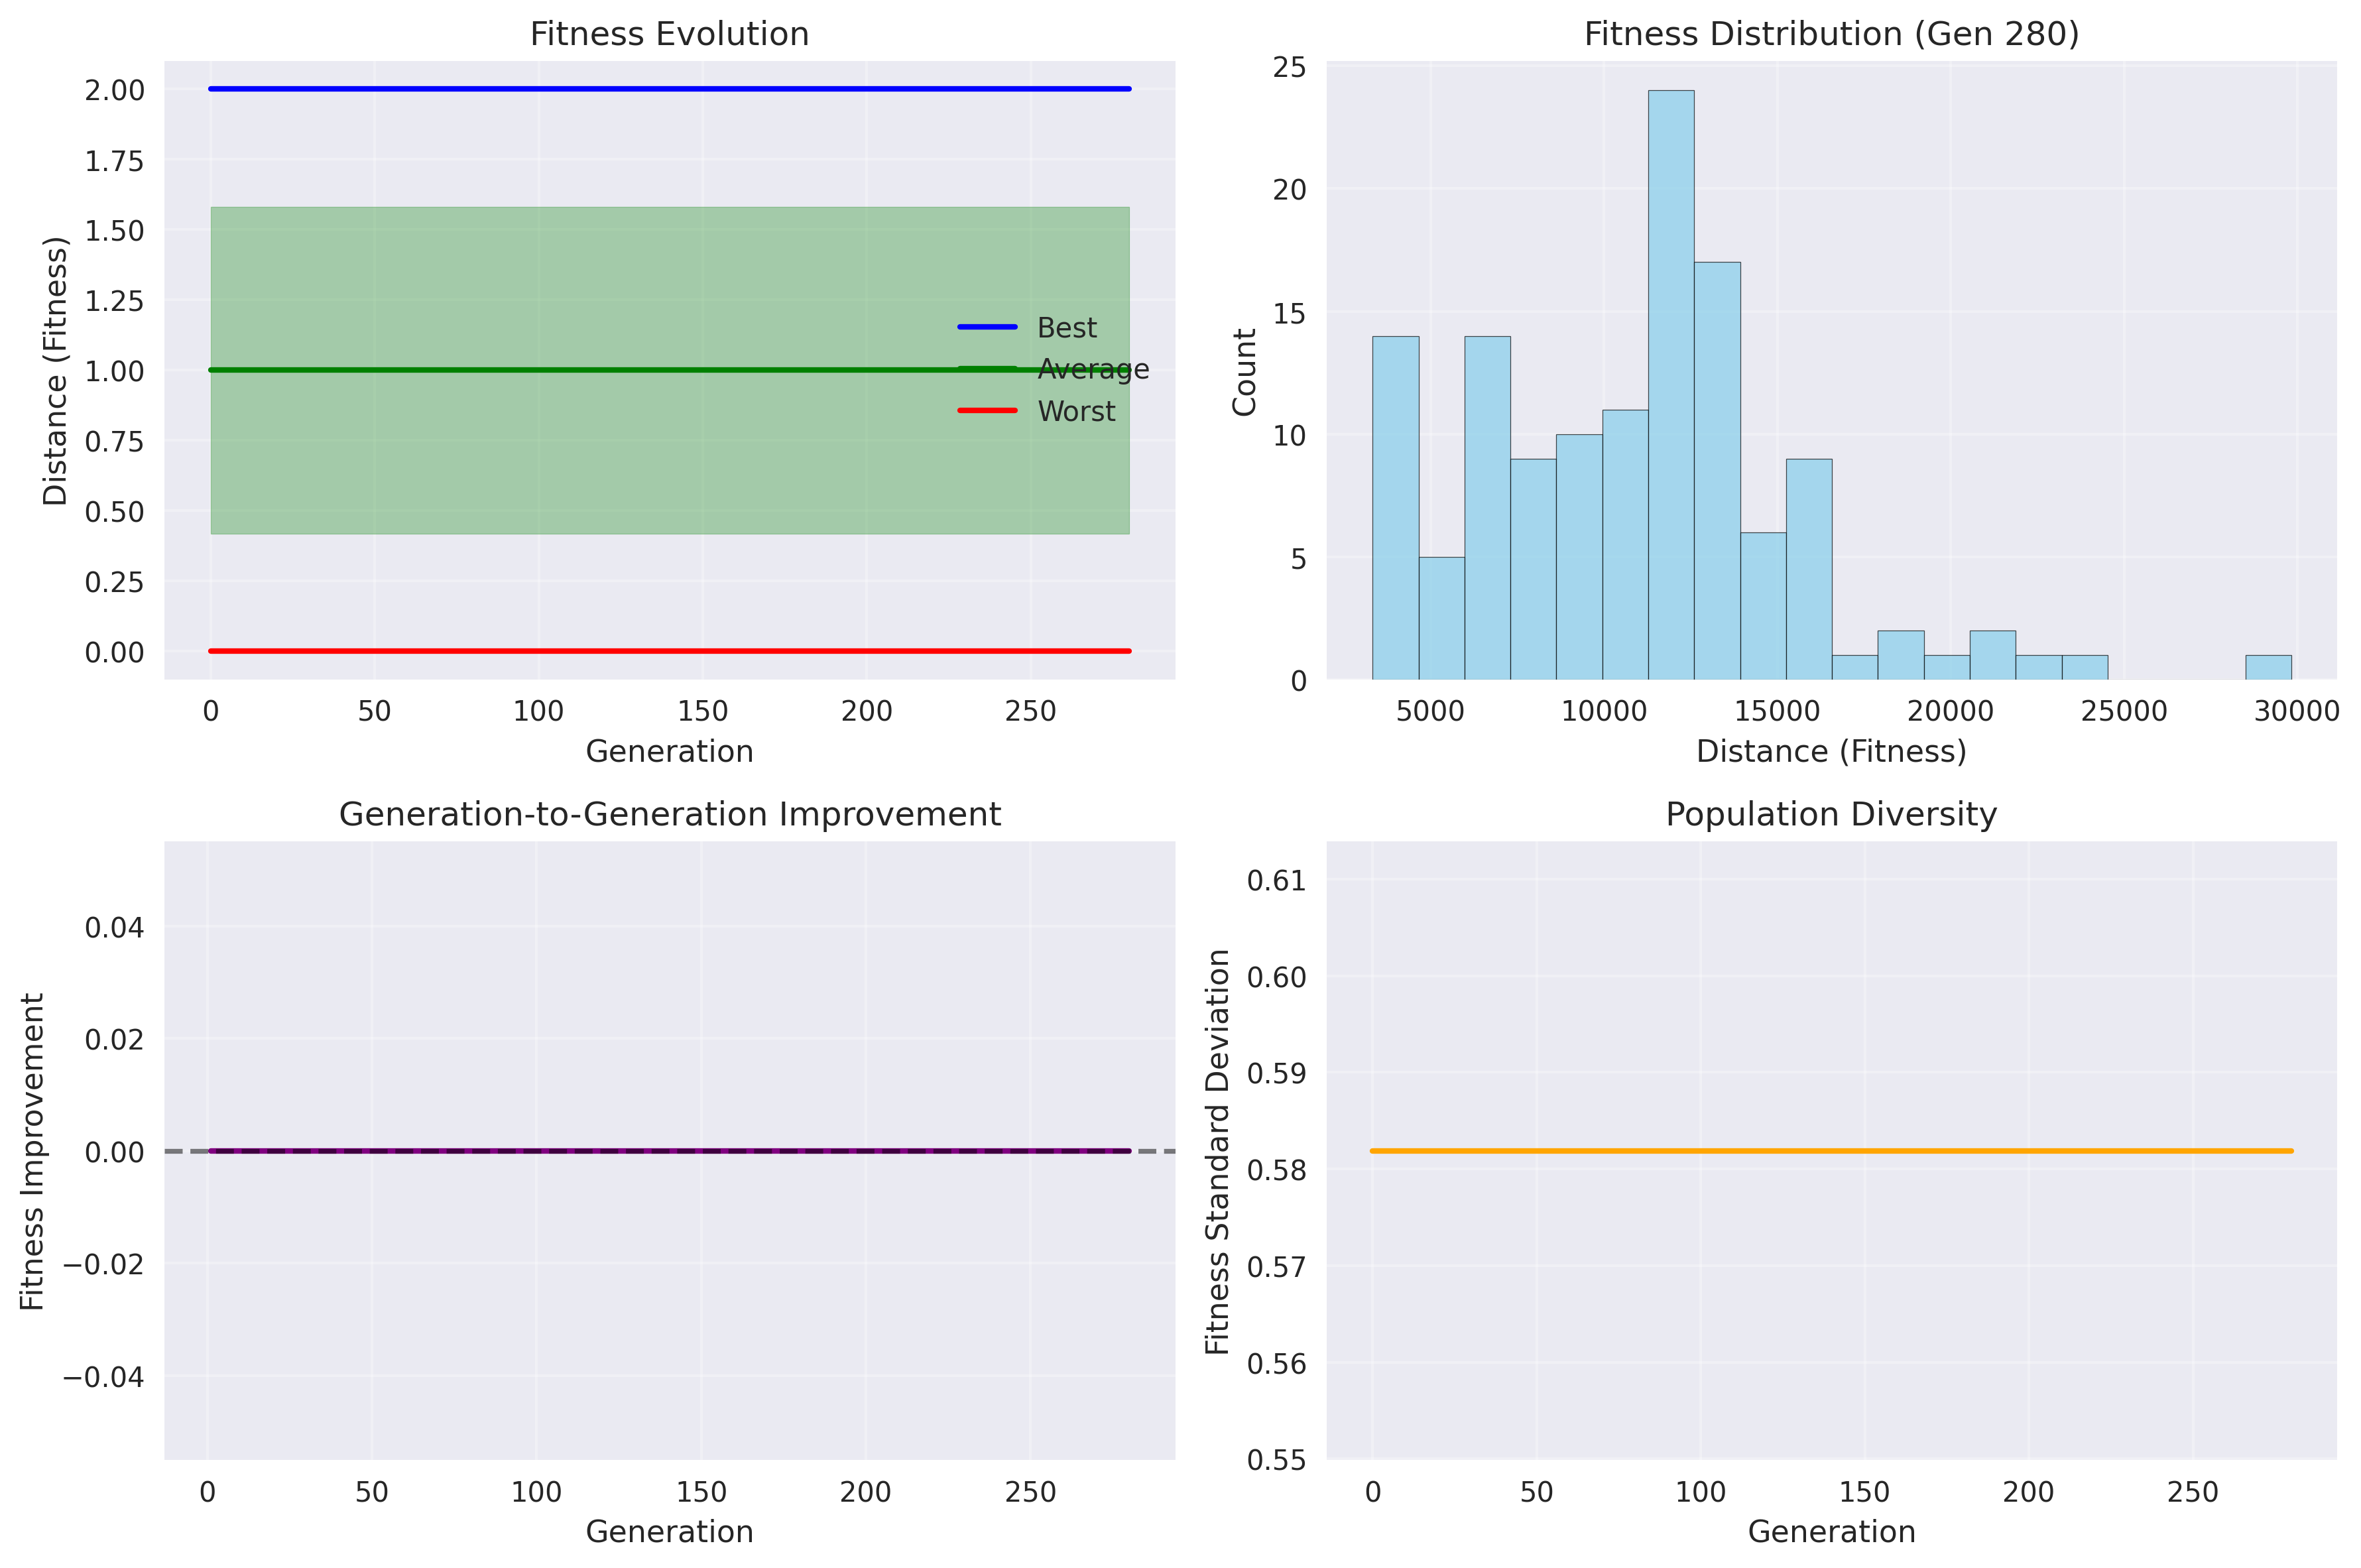 Fitness Evolution
Distance (Fitness)
2.00
1.75
1.50
1.25
1.00
0.75
0.50
0.25
0.00
Best
Average
Worst
0 50 100 150 200 250
Generation
Fitness Distribution (Gen 280)
Count
25
20
15
10
5
0
5000 10000 15000 20000 25000 30000
Distance (Fitness)
Generation-to-Generation Improvement
Fitness Improvement
0.04
0.02
0.00
−0.02
−0.04
0 50 100 150 200 250
Generation
Population Diversity
Fitness Standard Deviation
0.61
0.60
0.59
0.58
0.57
0.56
0.55
0 50 100 150 200 250
Generation